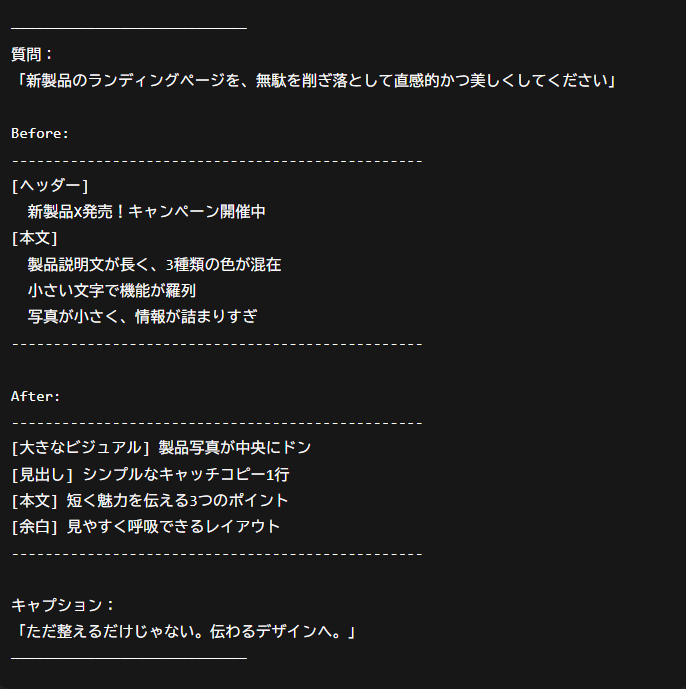 ────────────────────────────
質問：
「新製品のランディングページを、無駄を削ぎ落として直感的かつ美しくしてください」
Before:
-------------------------------------------------
[ヘッダー]
新製品X発売！キャンペーン開催中
[本文]
製品説明文が長く、3種類の色が混在
小さい文字で機能が羅列
写真が小さく、情報が詰まりすぎ
-------------------------------------------------
After:
-------------------------------------------------
[大きなビジュアル] 製品写真が中央にドン
[見出し] シンプルなキャッチコピー1行
[本文] 短く魅力を伝える3つのポイント
[余白] 見やすく呼吸できるレイアウト
-------------------------------------------------
キャプション：
「ただ整えるだけじゃない。伝わるデザインへ。」
────────────────────────────